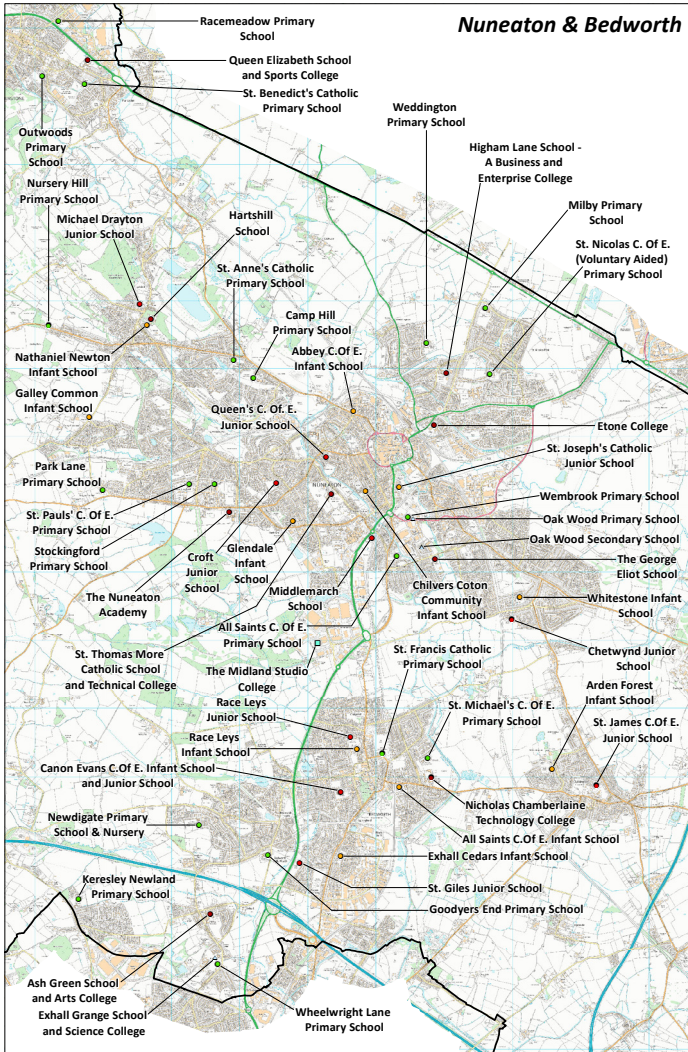 Nuneaton & Bedworth
Racemeadow Primary
School
Queen Elizabeth School
and Sports College
St. Benedict's Catholic
Primary School
Weddington
Primary School
Outwoods
Primary
School
Higham Lane School -
A Business and
Enterprise College
Nursery Hill
Primary School
Michael Drayton
Junior School
Hartshill
School
Milby Primary
School
St. Nicolas C. Of E.
(Voluntary Aided)
Primary School
St. Anne's Catholic
Primary School
Camp Hill
Primary School
Nathaniel Newton
Infant School
Abbey C.Of E.
Infant School
Galley Common
Infant School
Queen's C. Of. E.
Junior School
Etone College
St. Joseph's Catholic
Junior School
Park Lane
Primary School
NUNEATON
Wembrook Primary School
St. Pauls' C. Of E.
Primary School
Oak Wood Primary School
Stockingford
Primary School
Croft
Junior
School
Glendale
Infant
School
Oak Wood Secondary School
The George
Eliot School
The Nuneaton
Academy
Middlemarch
School
Chilvers Coton
Community
Infant School
Whitestone Infant
School
All Saints C. Of E.
Primary School
St. Thomas More
Catholic School
and Technical College
The Midland Studio
College
St. Francis Catholic
Primary School
Chetwynd Junior
School
Arden Forest
Infant School
Race Leys
Junior School
St. Michael's C. Of E.
Primary School
St. James C.Of E.
Junior School
Race Leys
Infant School
Canon Evans C.Of E. Infant School
and Junior School
Nicholas Chamberlaine
Technology College
BEDWORTH
Newdigate Primary
School & Nursery
All Saints C.Of E. Infant School
Exhall Cedars Infant School
Keresley Newland
Primary School
St. Giles Junior School
Goodyers End Primary School
Ash Green School
and Arts College
Exhall Grange School
and Science College
Wheelwright Lane
Primary School